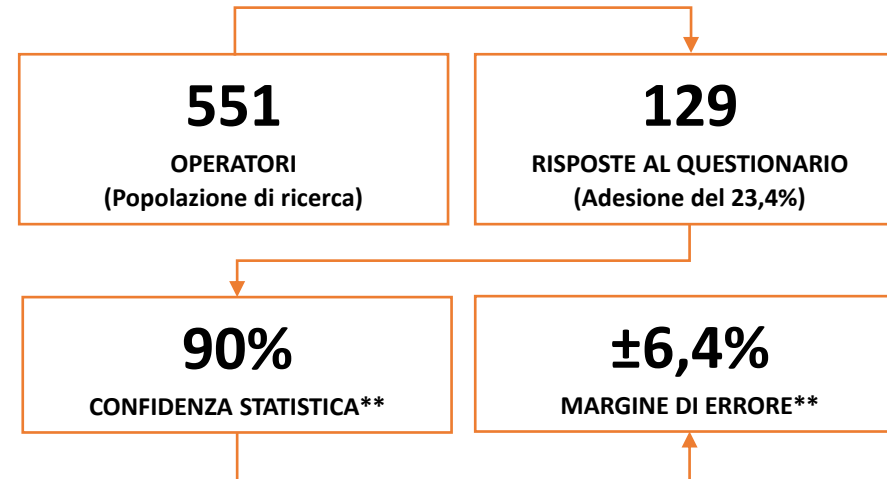 551
OPERATORI
(Popolazione di ricerca)
129
RISPOSTE AL QUESTIONARIO
(Adesione del 23,4%)
90%
CONFIDENZA STATISTICA**
±6,4%
MARGINE DI ERRORE**